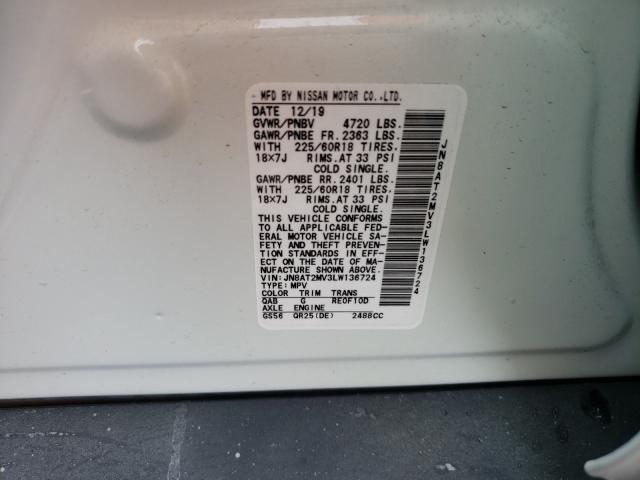 - MFD BY NISSAN MOTOR CO.,LTD.
DATE 12/19
GVWR/PNBV 4720 LBS.
GAWR/PNBE FR. 2363 LBS.
WITH 225/60R18 TIRES.
18×7J RIMS.AT 33 PSI
COLD SINGLE.
GAWR/PNBE RR. 2401 LBS.
WITH 225/60R18 TIRES.
18×7J RIMS.AT 33 PSI
COLD SINGLE.
THIS VEHICLE CONFORMS
TO ALL APPLICABLE FED-
ERAL MOTOR VEHICLE SA-
FETY AND THEFT PREVEN-
TION STANDARDS IN EFF-
ECT ON THE DATE OF MA-
NUFACTURE SHOWN ABOVE.
VIN: JN8AT2MV3LW136724
TYPE: MPV
COLOR TRIM TRANS
QAB G RE0F10D
AXLE ENGINE
GS56 QR25(DE) 2488CC
JN8AT2MV3LW136724